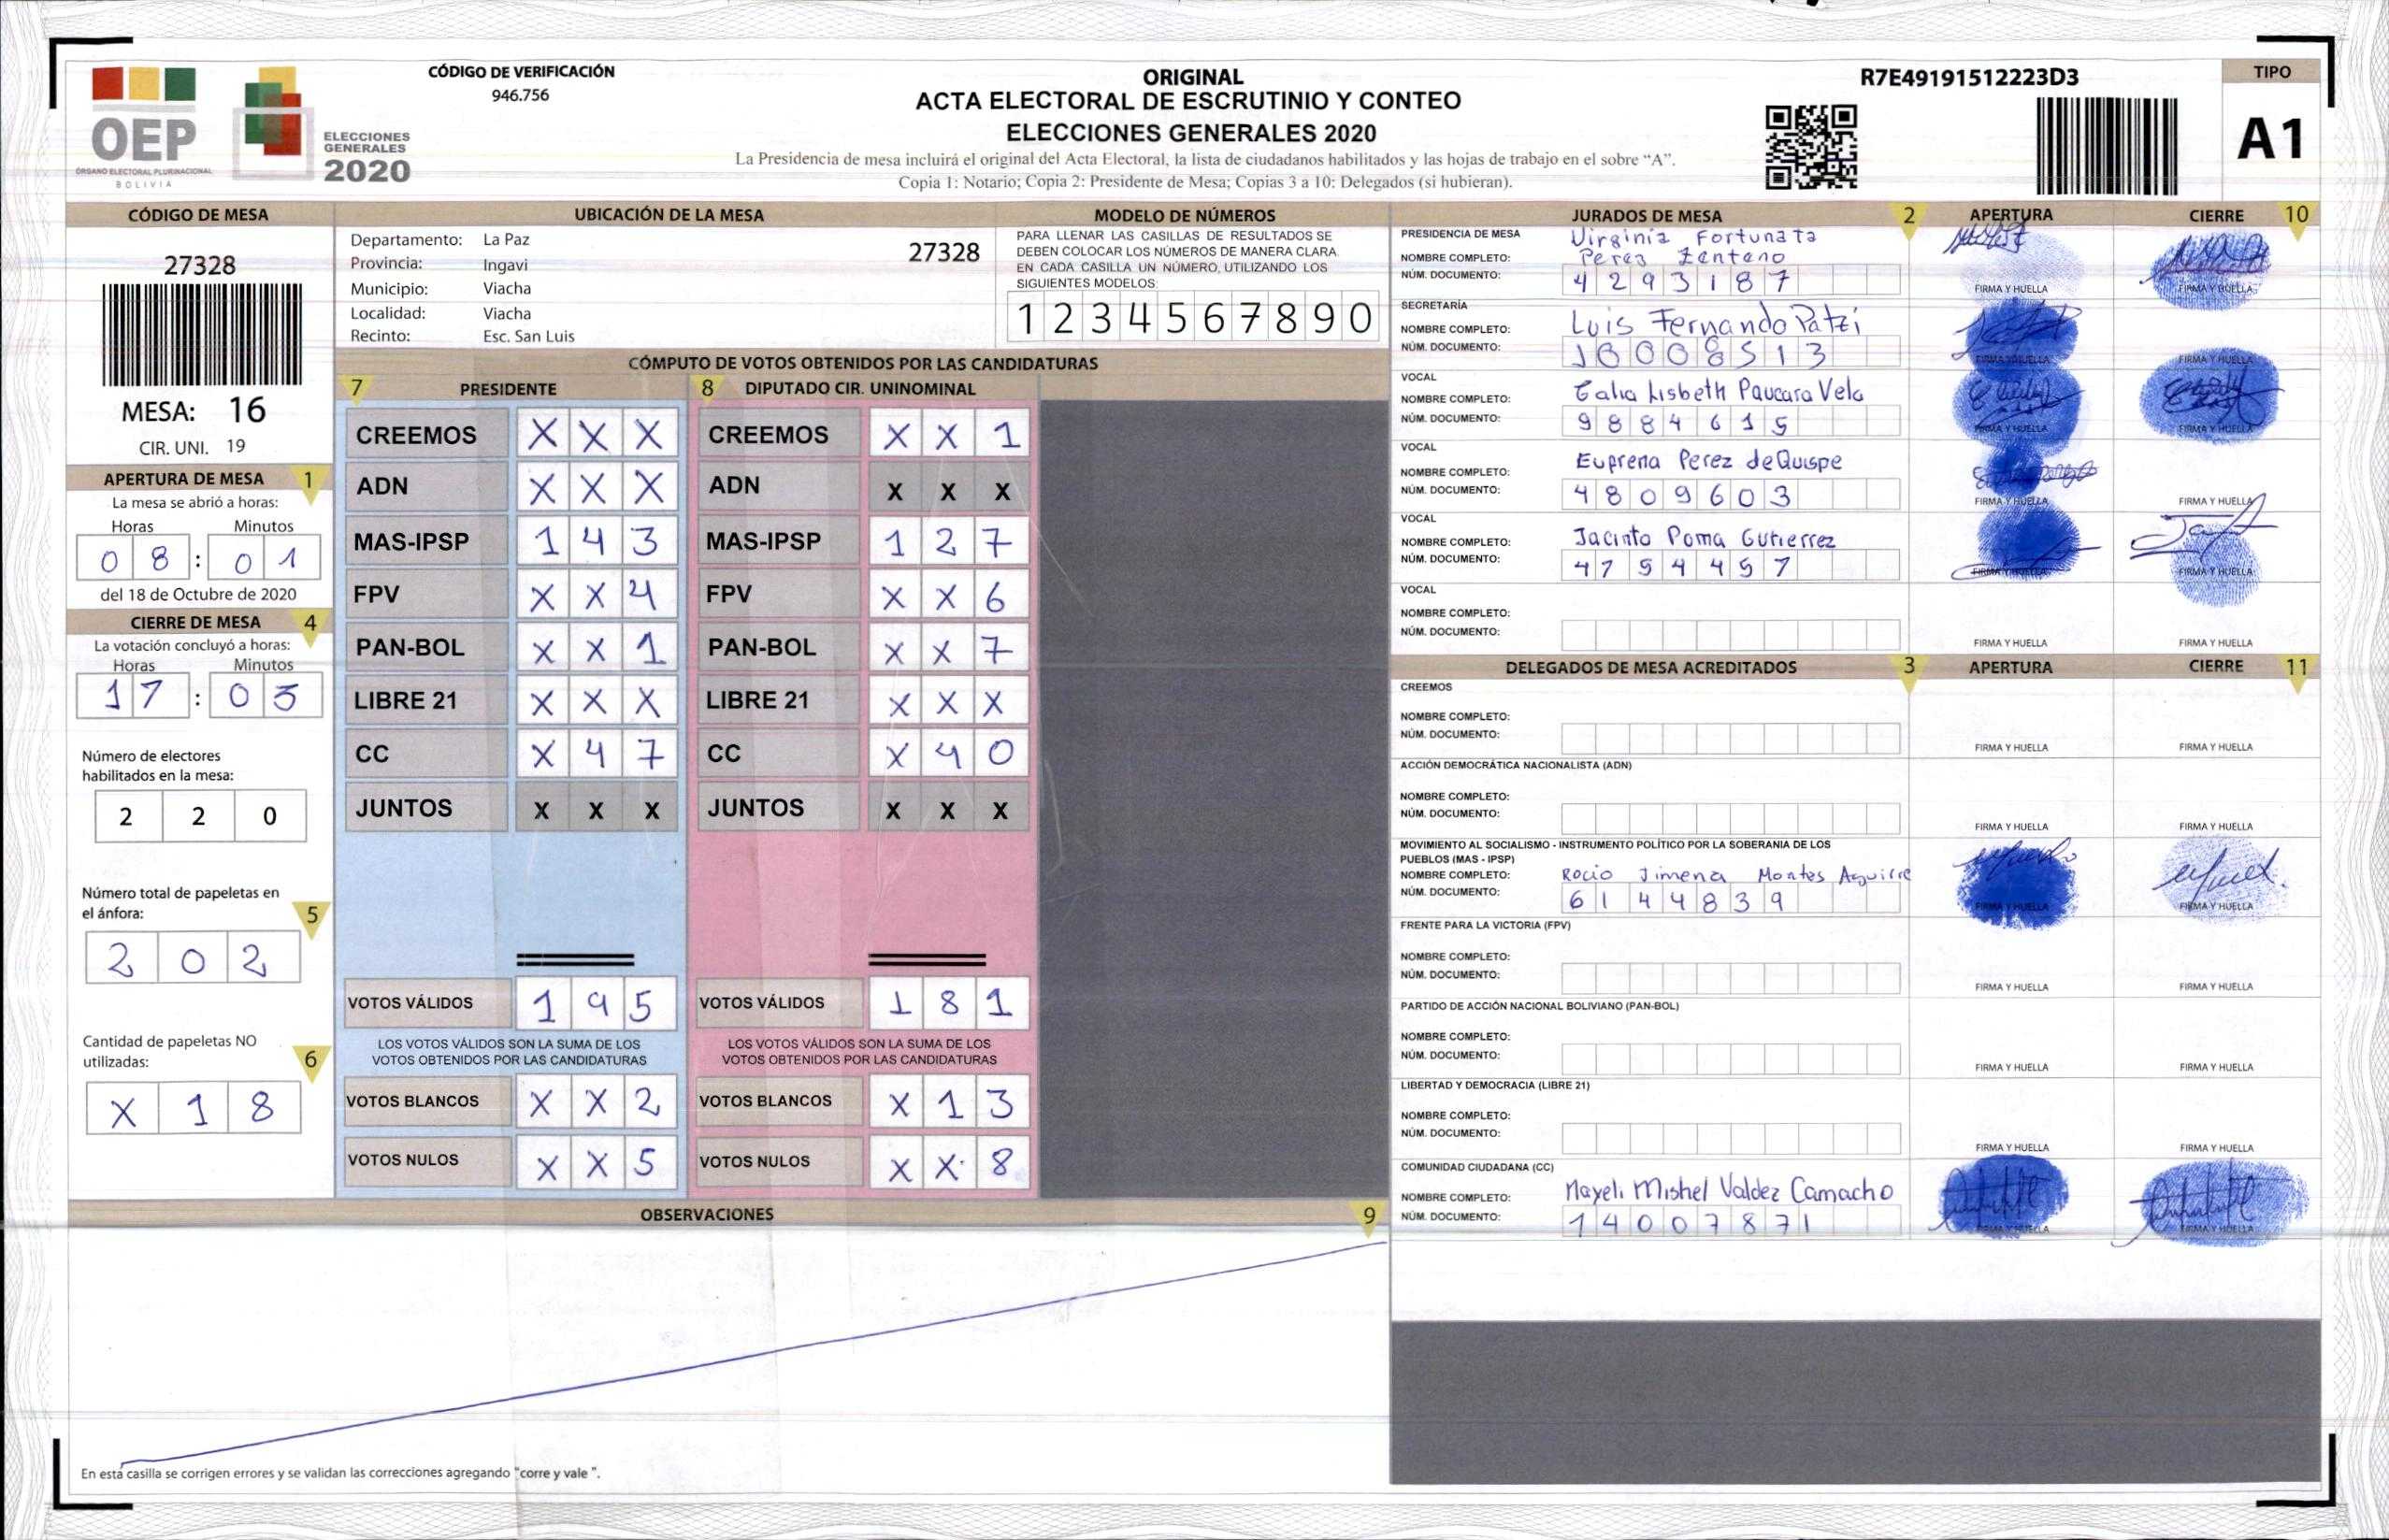 CÓDIGO DE VERIFICACIÓN
946.756
OEP
ÓRGANO ELECTORAL PLURINACIONAL
BOLIVIA
ELECCIONES
GENERALES
2020
ORIGINAL
ACTA ELECTORAL DE ESCRUTINIO Y CONTEO
ELECCIONES GENERALES 2020
La Presidencia de mesa incluirá el original del Acta Electoral, la lista de ciudadanos habilitados y las hojas de trabajo en el sobre “A”.
Copia 1: Notario; Copia 2: Presidente de Mesa; Copias 3 a 10: Delegados (si hubieran).
R7E49191512223D3
TIPO
A1
CÓDIGO DE MESA
27328
MESA: 16
CIR. UNI. 19
APERTURA DE MESA 1
La mesa se abrió a horas:
Horas Minutos
0 8 : 0 1
del 18 de Octubre de 2020
CIERRE DE MESA 4
La votación concluyó a horas:
Horas Minutos
1 7 : 0 3
Número de electores
habilitados en la mesa:
2 2 0
Número total de papeletas en
el ánfora: 5
2 0 2
Cantidad de papeletas NO
utilizadas: 6
X 1 8
UBICACIÓN DE LA MESA
Departamento: La Paz
27328
Provincia: Ingavi
Municipio: Viacha
Localidad: Viacha
Recinto: Esc. San Luis
MODELO DE NÚMEROS
PARA LLENAR LAS CASILLAS DE RESULTADOS SE
DEBEN COLOCAR LOS NÚMEROS DE MANERA CLARA.
EN CADA CASILLA UN NÚMERO, UTILIZANDO LOS
SIGUIENTES MODELOS:
1 2 3 4 5 6 7 8 9 0
CÓMPUTO DE VOTOS OBTENIDOS POR LAS CANDIDATURAS
7 PRESIDENTE
CREEMOS X X X
ADN X X X
MAS-IPSP 1 4 3
FPV X X 4
PAN-BOL X X 1
LIBRE 21 X X X
CC X 4 7
JUNTOS X X X
VOTOS VÁLIDOS 1 9 5
LOS VOTOS VÁLIDOS SON LA SUMA DE LOS
VOTOS OBTENIDOS POR LAS CANDIDATURAS
VOTOS BLANCOS X X 2
VOTOS NULOS X X 5
8 DIPUTADO CIR. UNINOMINAL
CREEMOS X X 1
ADN X X X
MAS-IPSP 1 2 7
FPV X X 6
PAN-BOL X X 7
LIBRE 21 X X X
CC X 4 0
JUNTOS X X X
VOTOS VÁLIDOS 1 8 1
LOS VOTOS VÁLIDOS SON LA SUMA DE LOS
VOTOS OBTENIDOS POR LAS CANDIDATURAS
VOTOS BLANCOS X 1 3
VOTOS NULOS X X 8
OBSERVACIONES 9
En esta casilla se corrigen errores y se validan las correcciones agregando "corre y vale ".
JURADOS DE MESA 2 APERTURA CIERRE 10
PRESIDENCIA DE MESA Virginia Fortunata
NOMBRE COMPLETO: Perez Zenteno
NÚM. DOCUMENTO: 4 2 9 3 1 8 7
FIRMA Y HUELLA FIRMA Y HUELLA
SECRETARÍA
NOMBRE COMPLETO: Luis Fernando Patzi
NÚM. DOCUMENTO: 1 0 0 0 8 5 1 3
FIRMA Y HUELLA FIRMA Y HUELLA
VOCAL
NOMBRE COMPLETO: Talia Lisbeth Paucara Vela
NÚM. DOCUMENTO: 9 8 8 4 6 1 5
FIRMA Y HUELLA FIRMA Y HUELLA
VOCAL
NOMBRE COMPLETO: Euprena Perez de Quispe
NÚM. DOCUMENTO: 4 8 0 9 6 0 3
FIRMA Y HUELLA FIRMA Y HUELLA
VOCAL
NOMBRE COMPLETO: Jacinto Poma Gutierrez
NÚM. DOCUMENTO: 4 7 5 4 4 5 7
FIRMA Y HUELLA FIRMA Y HUELLA
VOCAL
NOMBRE COMPLETO:
NÚM. DOCUMENTO:
FIRMA Y HUELLA FIRMA Y HUELLA
DELEGADOS DE MESA ACREDITADOS 3 APERTURA CIERRE 11
CREEMOS
NOMBRE COMPLETO:
NÚM. DOCUMENTO:
FIRMA Y HUELLA FIRMA Y HUELLA
ACCIÓN DEMOCRÁTICA NACIONALISTA (ADN)
NOMBRE COMPLETO:
NÚM. DOCUMENTO:
FIRMA Y HUELLA FIRMA Y HUELLA
MOVIMIENTO AL SOCIALISMO - INSTRUMENTO POLÍTICO POR LA SOBERANIA DE LOS
PUEBLOS (MAS - IPSP)
NOMBRE COMPLETO: Rocio Jimena Montes Aguirre
NÚM. DOCUMENTO: 6 1 4 4 8 3 9
FIRMA Y HUELLA FIRMA Y HUELLA
FRENTE PARA LA VICTORIA (FPV)
NOMBRE COMPLETO:
NÚM. DOCUMENTO:
FIRMA Y HUELLA FIRMA Y HUELLA
PARTIDO DE ACCIÓN NACIONAL BOLIVIANO (PAN-BOL)
NOMBRE COMPLETO:
NÚM. DOCUMENTO:
FIRMA Y HUELLA FIRMA Y HUELLA
LIBERTAD Y DEMOCRACIA (LIBRE 21)
NOMBRE COMPLETO:
NÚM. DOCUMENTO:
FIRMA Y HUELLA FIRMA Y HUELLA
COMUNIDAD CIUDADANA (CC)
NOMBRE COMPLETO: Mayeli Mishel Valdez Camacho
NÚM. DOCUMENTO: 1 4 0 0 7 8 7 1
FIRMA Y HUELLA FIRMA Y HUELLA